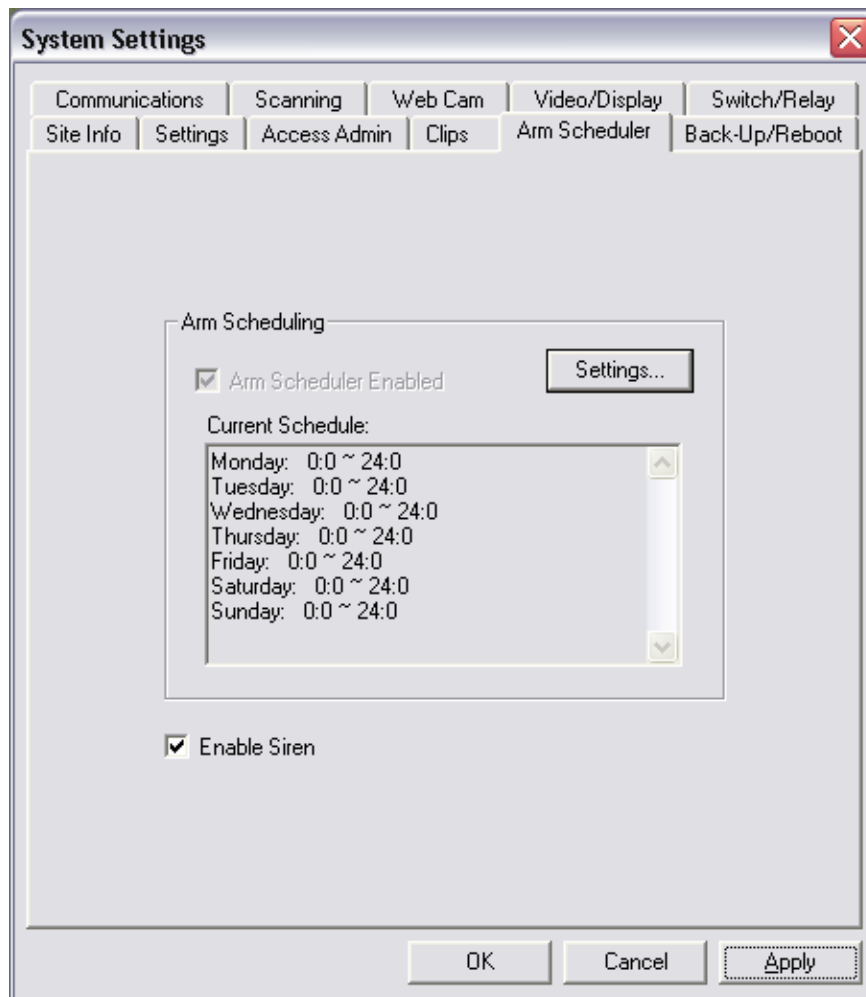 System Settings
Communications Scanning Web Cam Video/Display Switch/Relay
Site Info Settings Access Admin Clips Arm Scheduler Back-Up/Reboot
Arm Scheduling
Arm Scheduler Enabled Settings...
Current Schedule:
Monday: 0:0 ~ 24:0
Tuesday: 0:0 ~ 24:0
Wednesday: 0:0 ~ 24:0
Thursday: 0:0 ~ 24:0
Friday: 0:0 ~ 24:0
Saturday: 0:0 ~ 24:0
Sunday: 0:0 ~ 24:0
Enable Siren
OK Cancel Apply